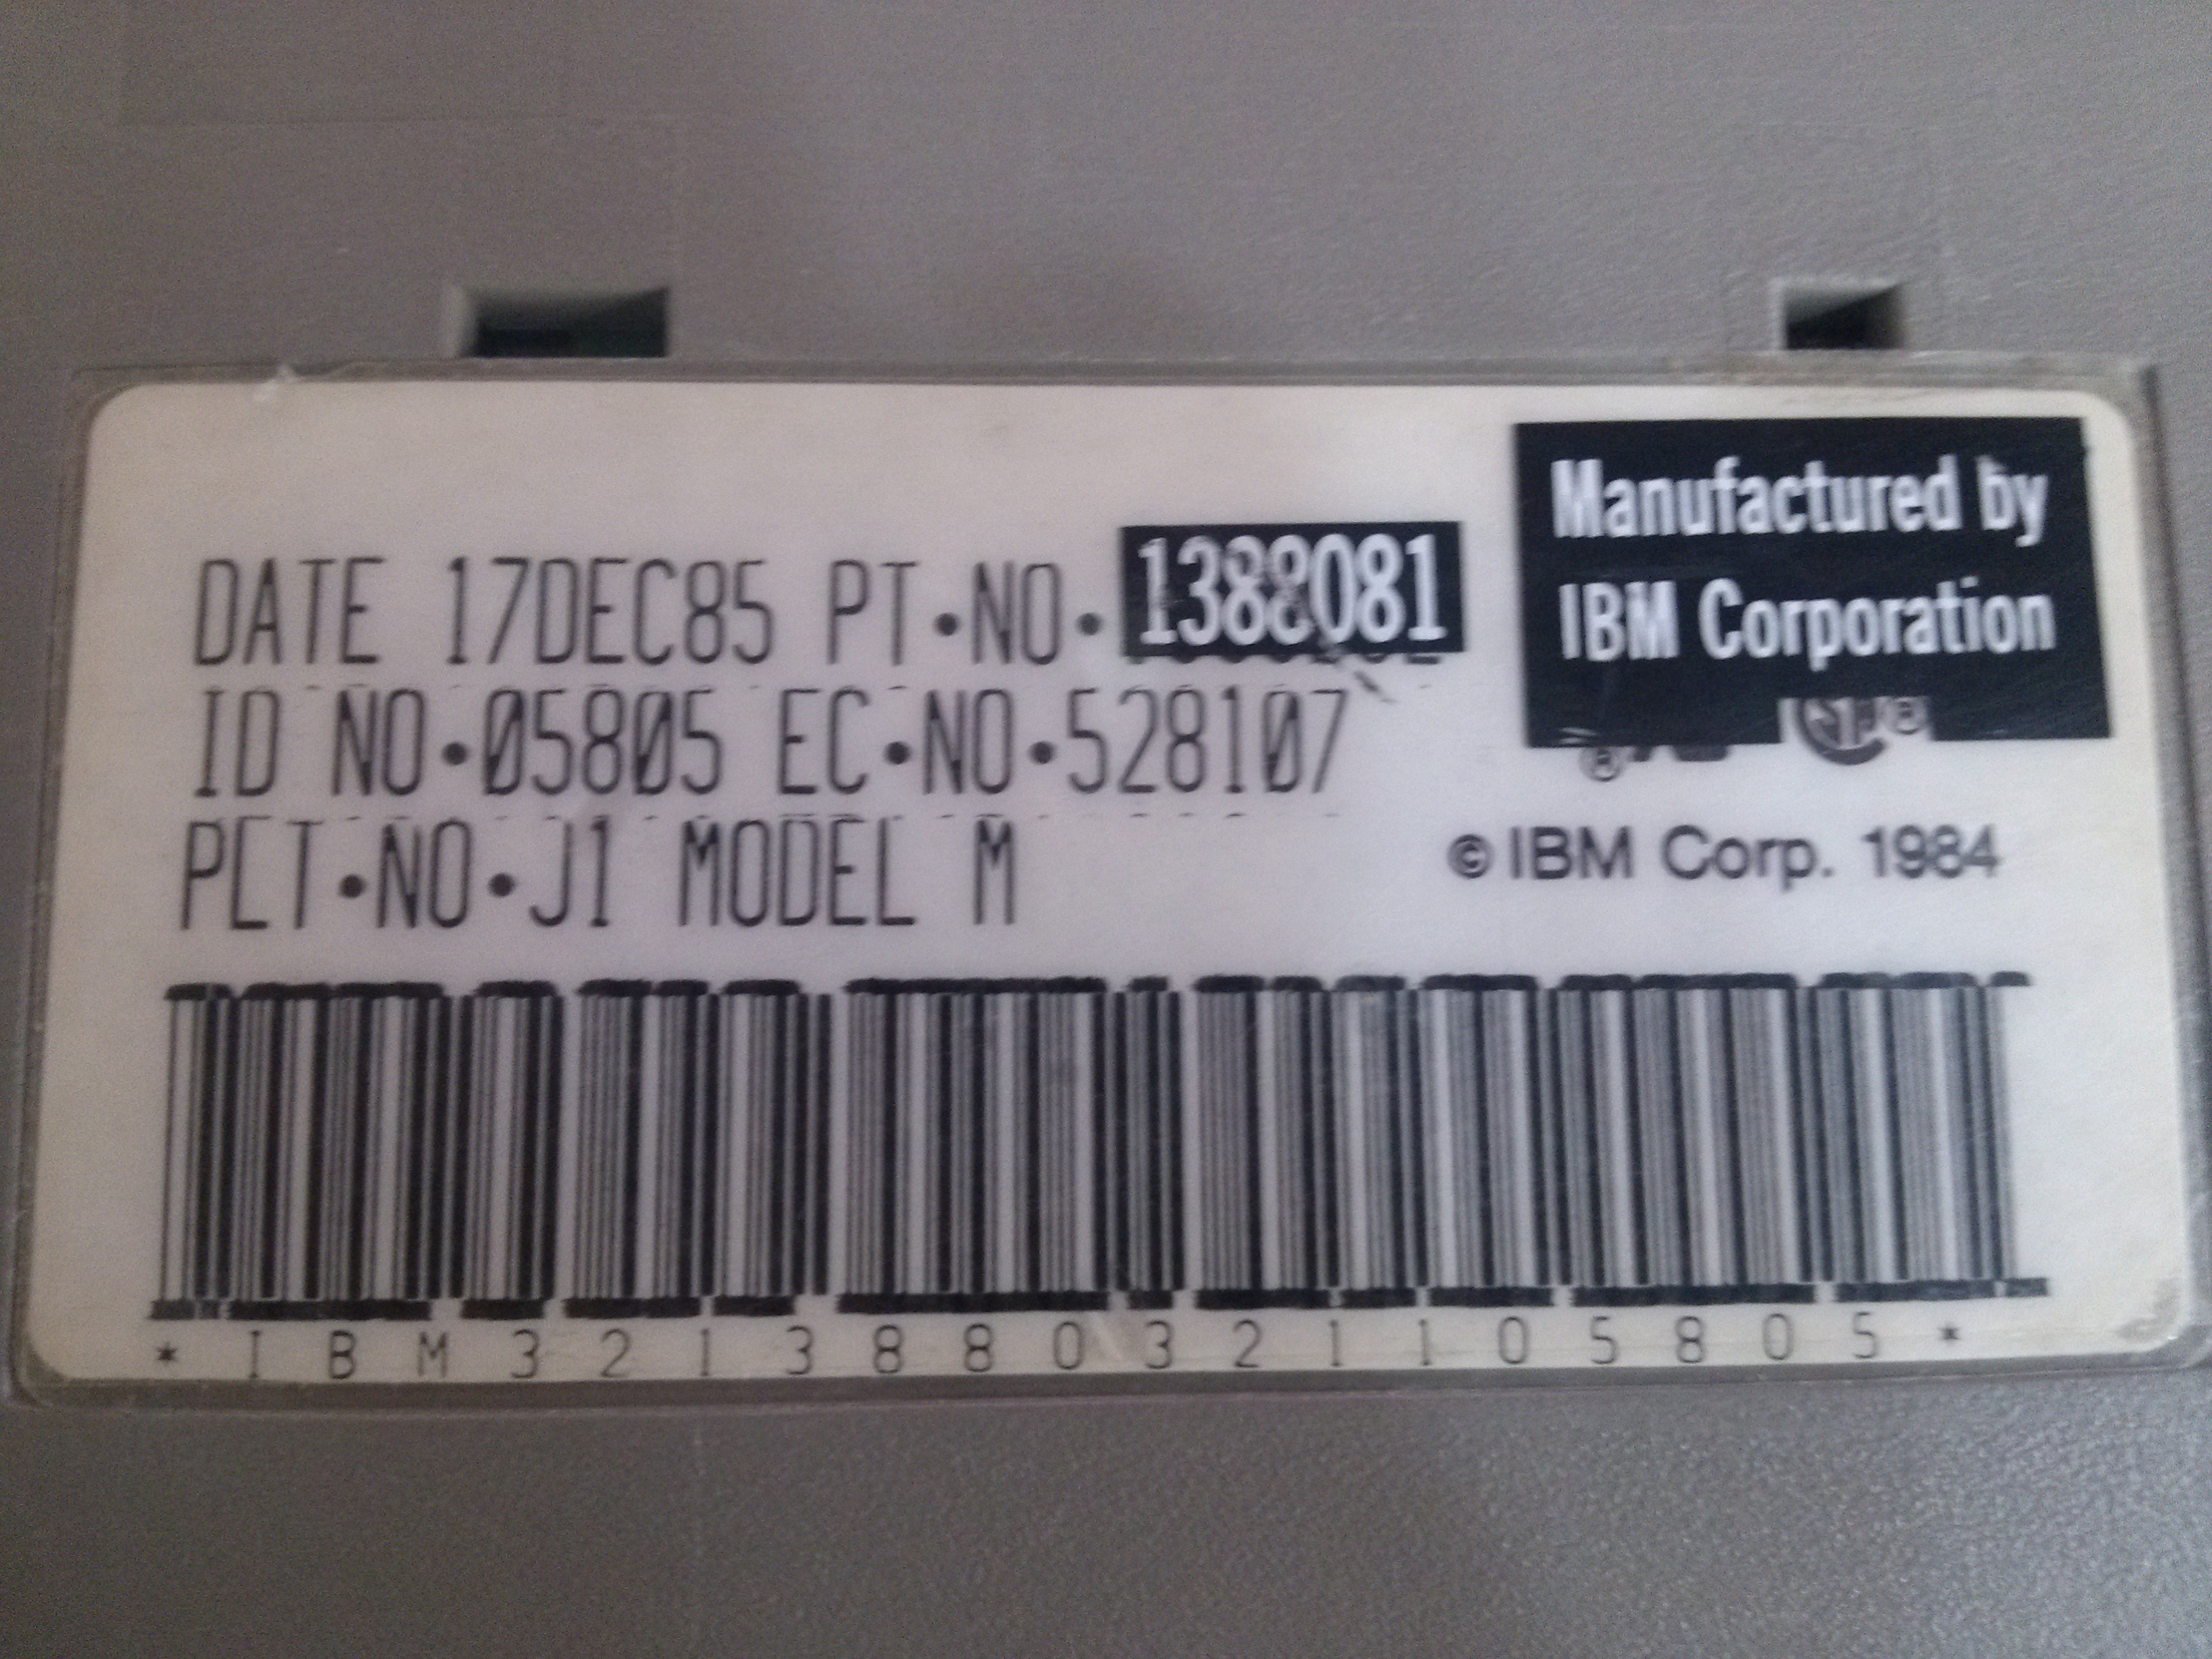 Manufactured by
IBM Corporation
DATE 17DEC85 PT·NO·1388081
ID NO·05805 EC·NO·528107
PLT·NO·J1 MODEL M
© IBM Corp. 1984
*IBM3213880321105805*